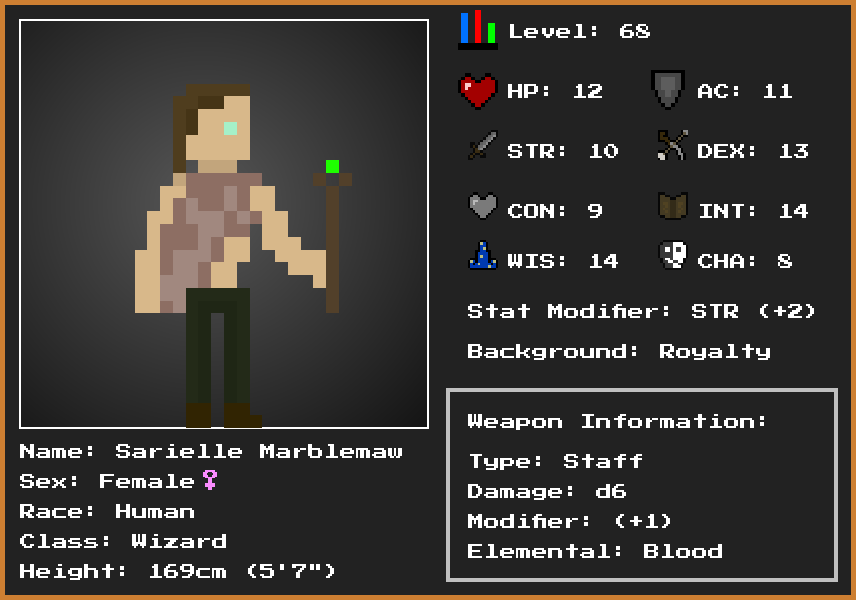 Level: 68
HP: 12 AC: 11
STR: 10 DEX: 13
CON: 9 INT: 14
WIS: 14 CHA: 8
Stat Modifier: STR (+2)
Background: Royalty
Weapon Information:
Type: Staff
Damage: d6
Modifier: (+1)
Elemental: Blood
Name: Sarielle Marblemaw
Sex: Female♀
Race: Human
Class: Wizard
Height: 169cm (5'7")